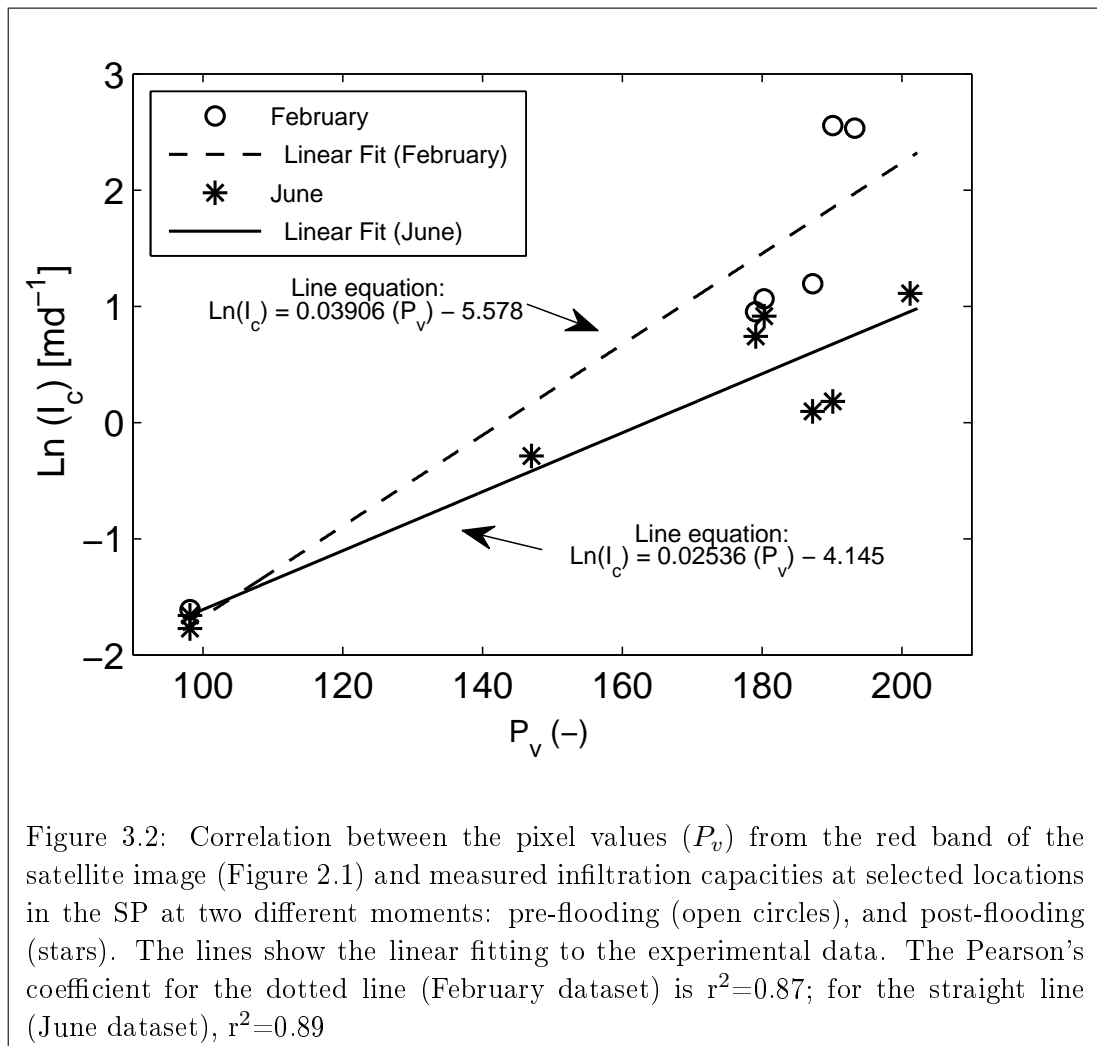 3
2
1
0
−1
−2
Ln (I_c) [md⁻¹]
February
Linear Fit (February)
June
Linear Fit (June)
Line equation:
Ln(I_c) = 0.03906 (P_v) − 5.578
Line equation:
Ln(I_c) = 0.02536 (P_v) − 4.145
100 120 140 160 180 200
P_v (−)
Figure 3.2: Correlation between the pixel values (P_v) from the red band of the
satellite image (Figure 2.1) and measured infiltration capacities at selected locations
in the SP at two different moments: pre-flooding (open circles), and post-flooding
(stars). The lines show the linear fitting to the experimental data. The Pearson's
coefficient for the dotted line (February dataset) is r²=0.87; for the straight line
(June dataset), r²=0.89